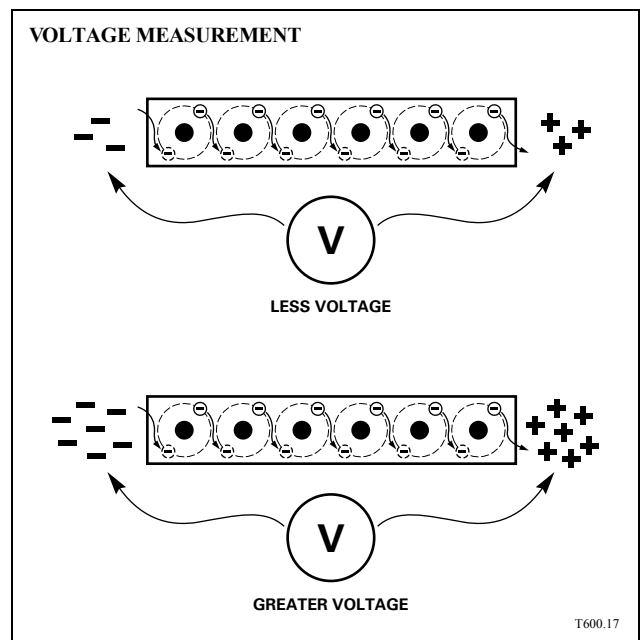 VOLTAGE MEASUREMENT
V
LESS VOLTAGE
V
GREATER VOLTAGE
T600.17